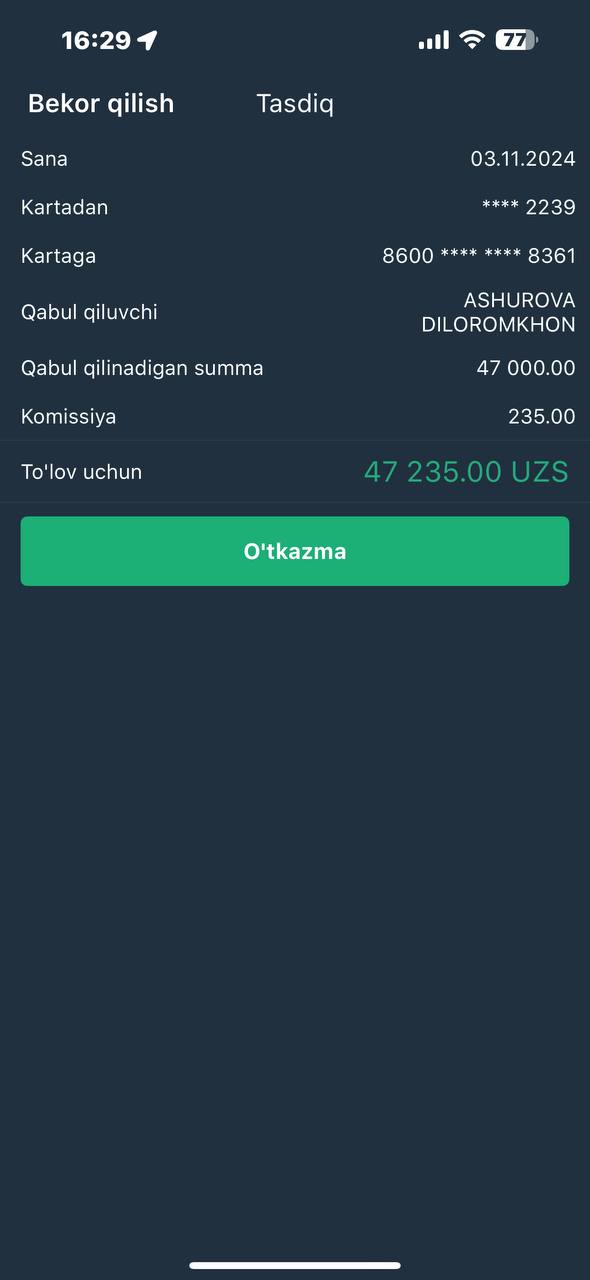 16:29
77
Bekor qilish Tasdiq
Sana 03.11.2024
Kartadan **** 2239
Kartaga 8600 **** **** 8361
Qabul qiluvchi ASHUROVA
DILOROMKHON
Qabul qilinadigan summa 47 000.00
Komissiya 235.00
To'lov uchun 47 235.00 UZS
O'tkazma